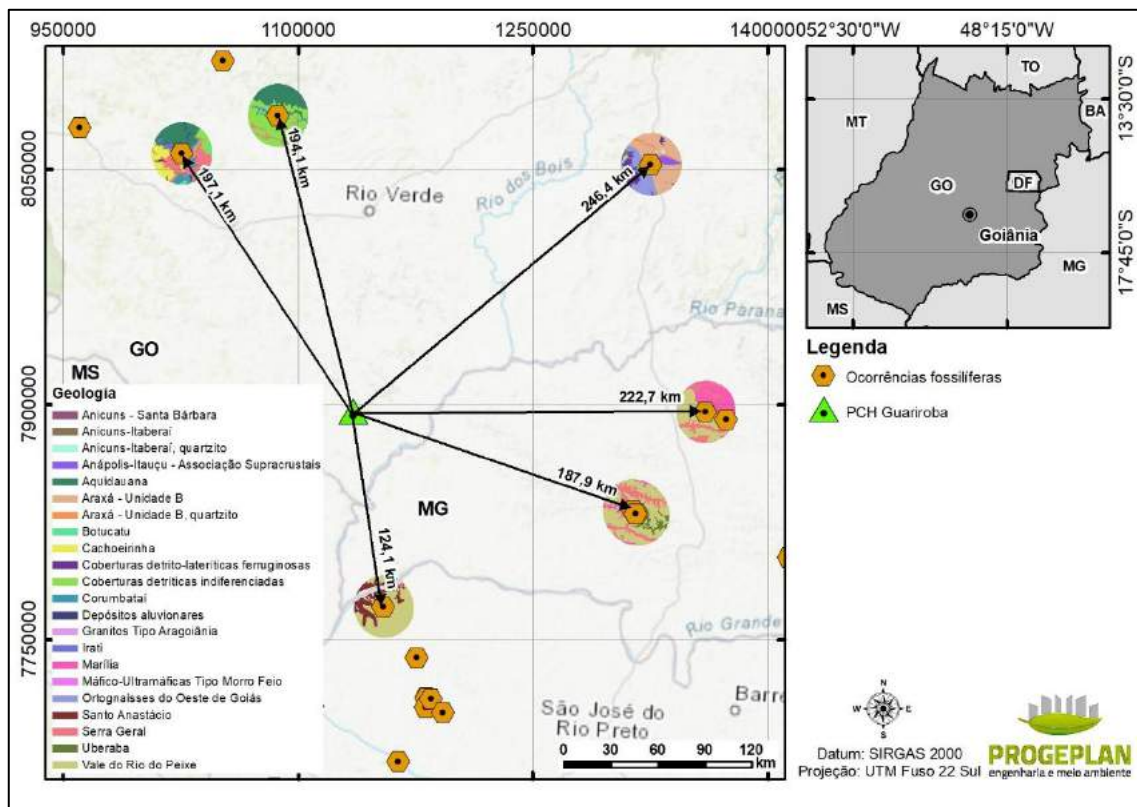 9500000 1100000 1250000 1400000
52°30'0"W 48°15'0"W
8050000
7900000
7750000
197,1 km
194,1 km
246,4 km
222,7 km
187,9 km
124,1 km
Rio Verde
Rio dos Bois
Rio Parana
GO
MS
MG
Rio Grande
São José do
Rio Preto
Barre
0 30 60 90 120
km
Geologia
Anicuns - Santa Bárbara
Anicuns-Itaberaí
Anicuns-Itaberaí, quartzito
Anápolis-Itauçu - Associação Supracrustais
Aquidauana
Araxá - Unidade B
Araxá - Unidade B, quartzito
Botucatu
Cachoeirinha
Coberturas detrito-lateríticas ferruginosas
Coberturas detríticas indiferenciadas
Corumbataí
Depósitos aluvionares
Granitos Tipo Aragoiânia
Irati
Marília
Máfico-Ultramáficas Tipo Morro Feio
Ortognaisses do Oeste de Goiás
Santo Anastácio
Serra Geral
Uberaba
Vale do Rio do Peixe
TO
MT
BA
GO
DF
Goiânia
MG
MS
13°30'0"S
17°45'0"S
Legenda
Ocorrências fossilíferas
PCH Guariroba
N
W E
S
Datum: SIRGAS 2000
Projeção: UTM Fuso 22 Sul
PROGEPLAN
engenharia e meio ambiente